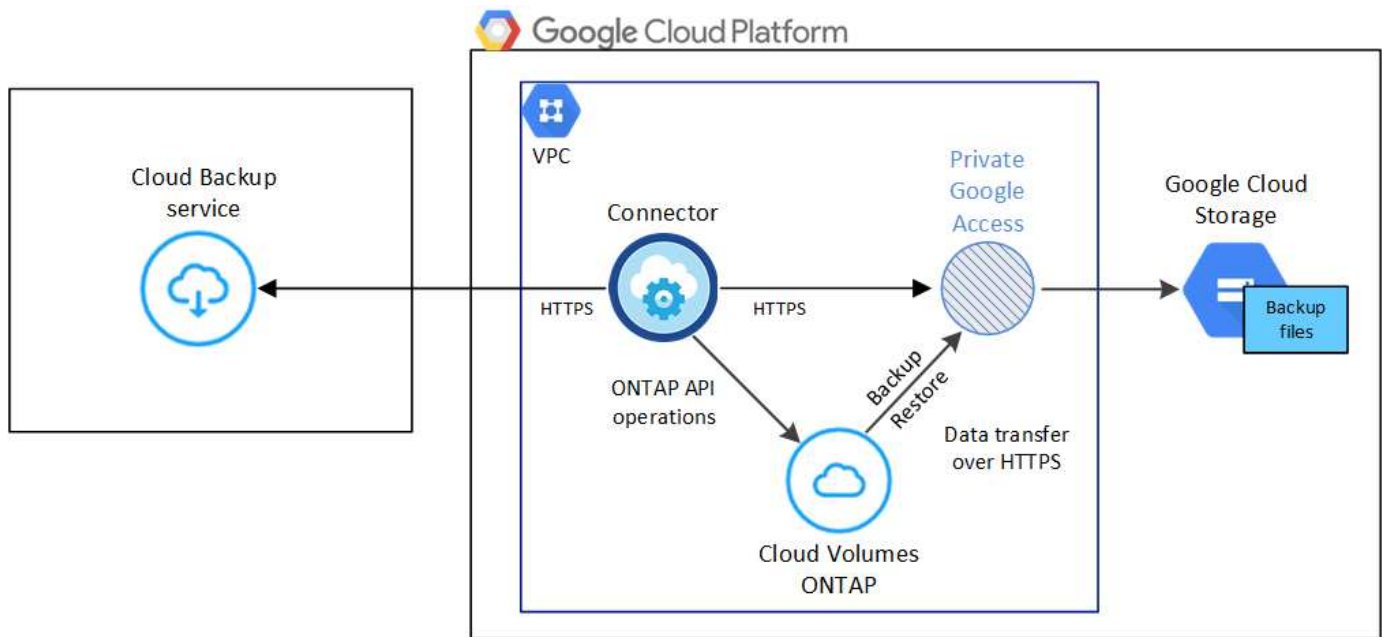 Google Cloud Platform
VPC
Cloud Backup
service
Connector
Private
Google
Access
Google Cloud
Storage
Backup
files
HTTPS
HTTPS
ONTAP API
operations
Backup
Restore
Data transfer
over HTTPS
Cloud Volumes
ONTAP